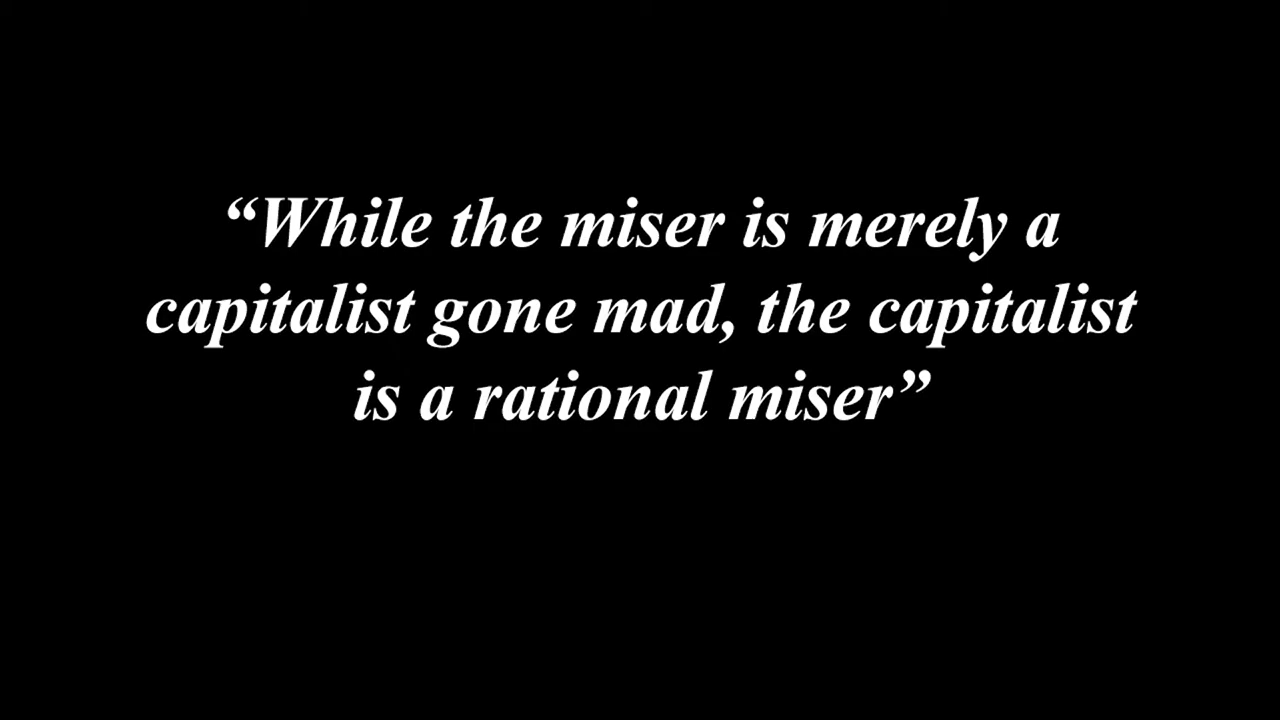 “While the miser is merely a
capitalist gone mad, the capitalist
is a rational miser”